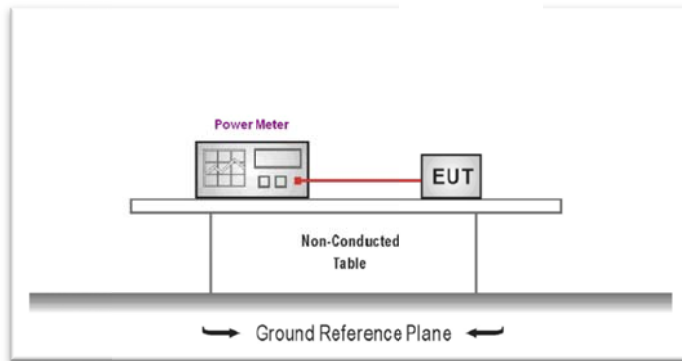 Power Meter
EUT
Non-Conducted
Table
Ground Reference Plane